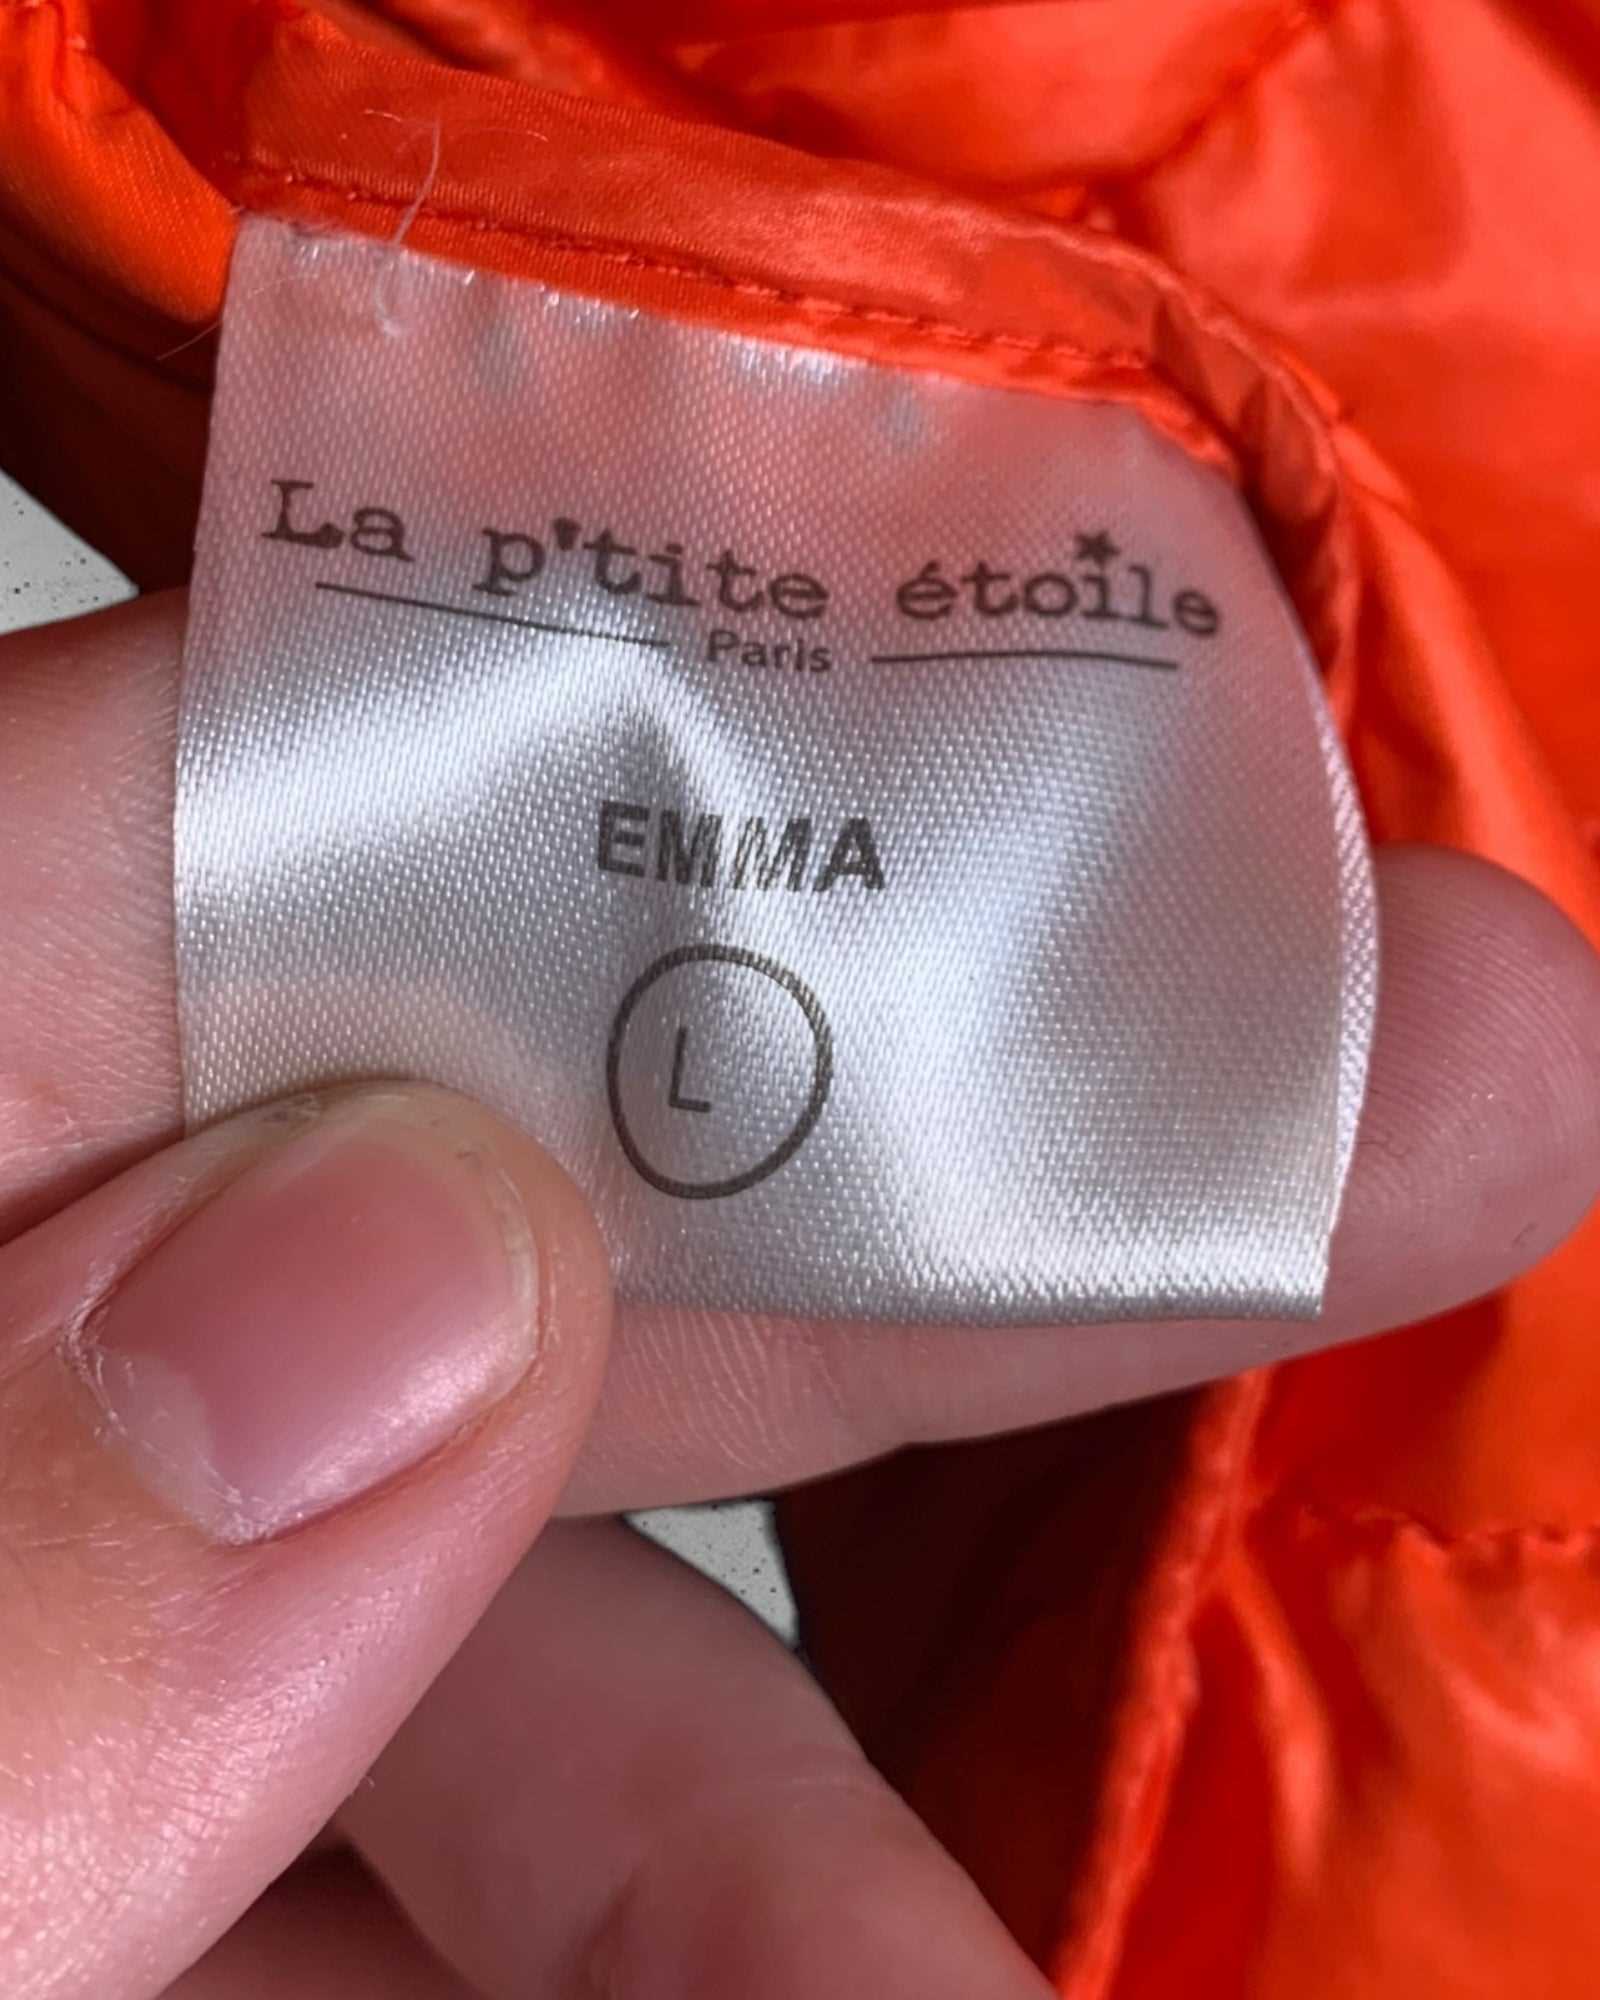 La p'tite étoile
Paris
EMMA
L